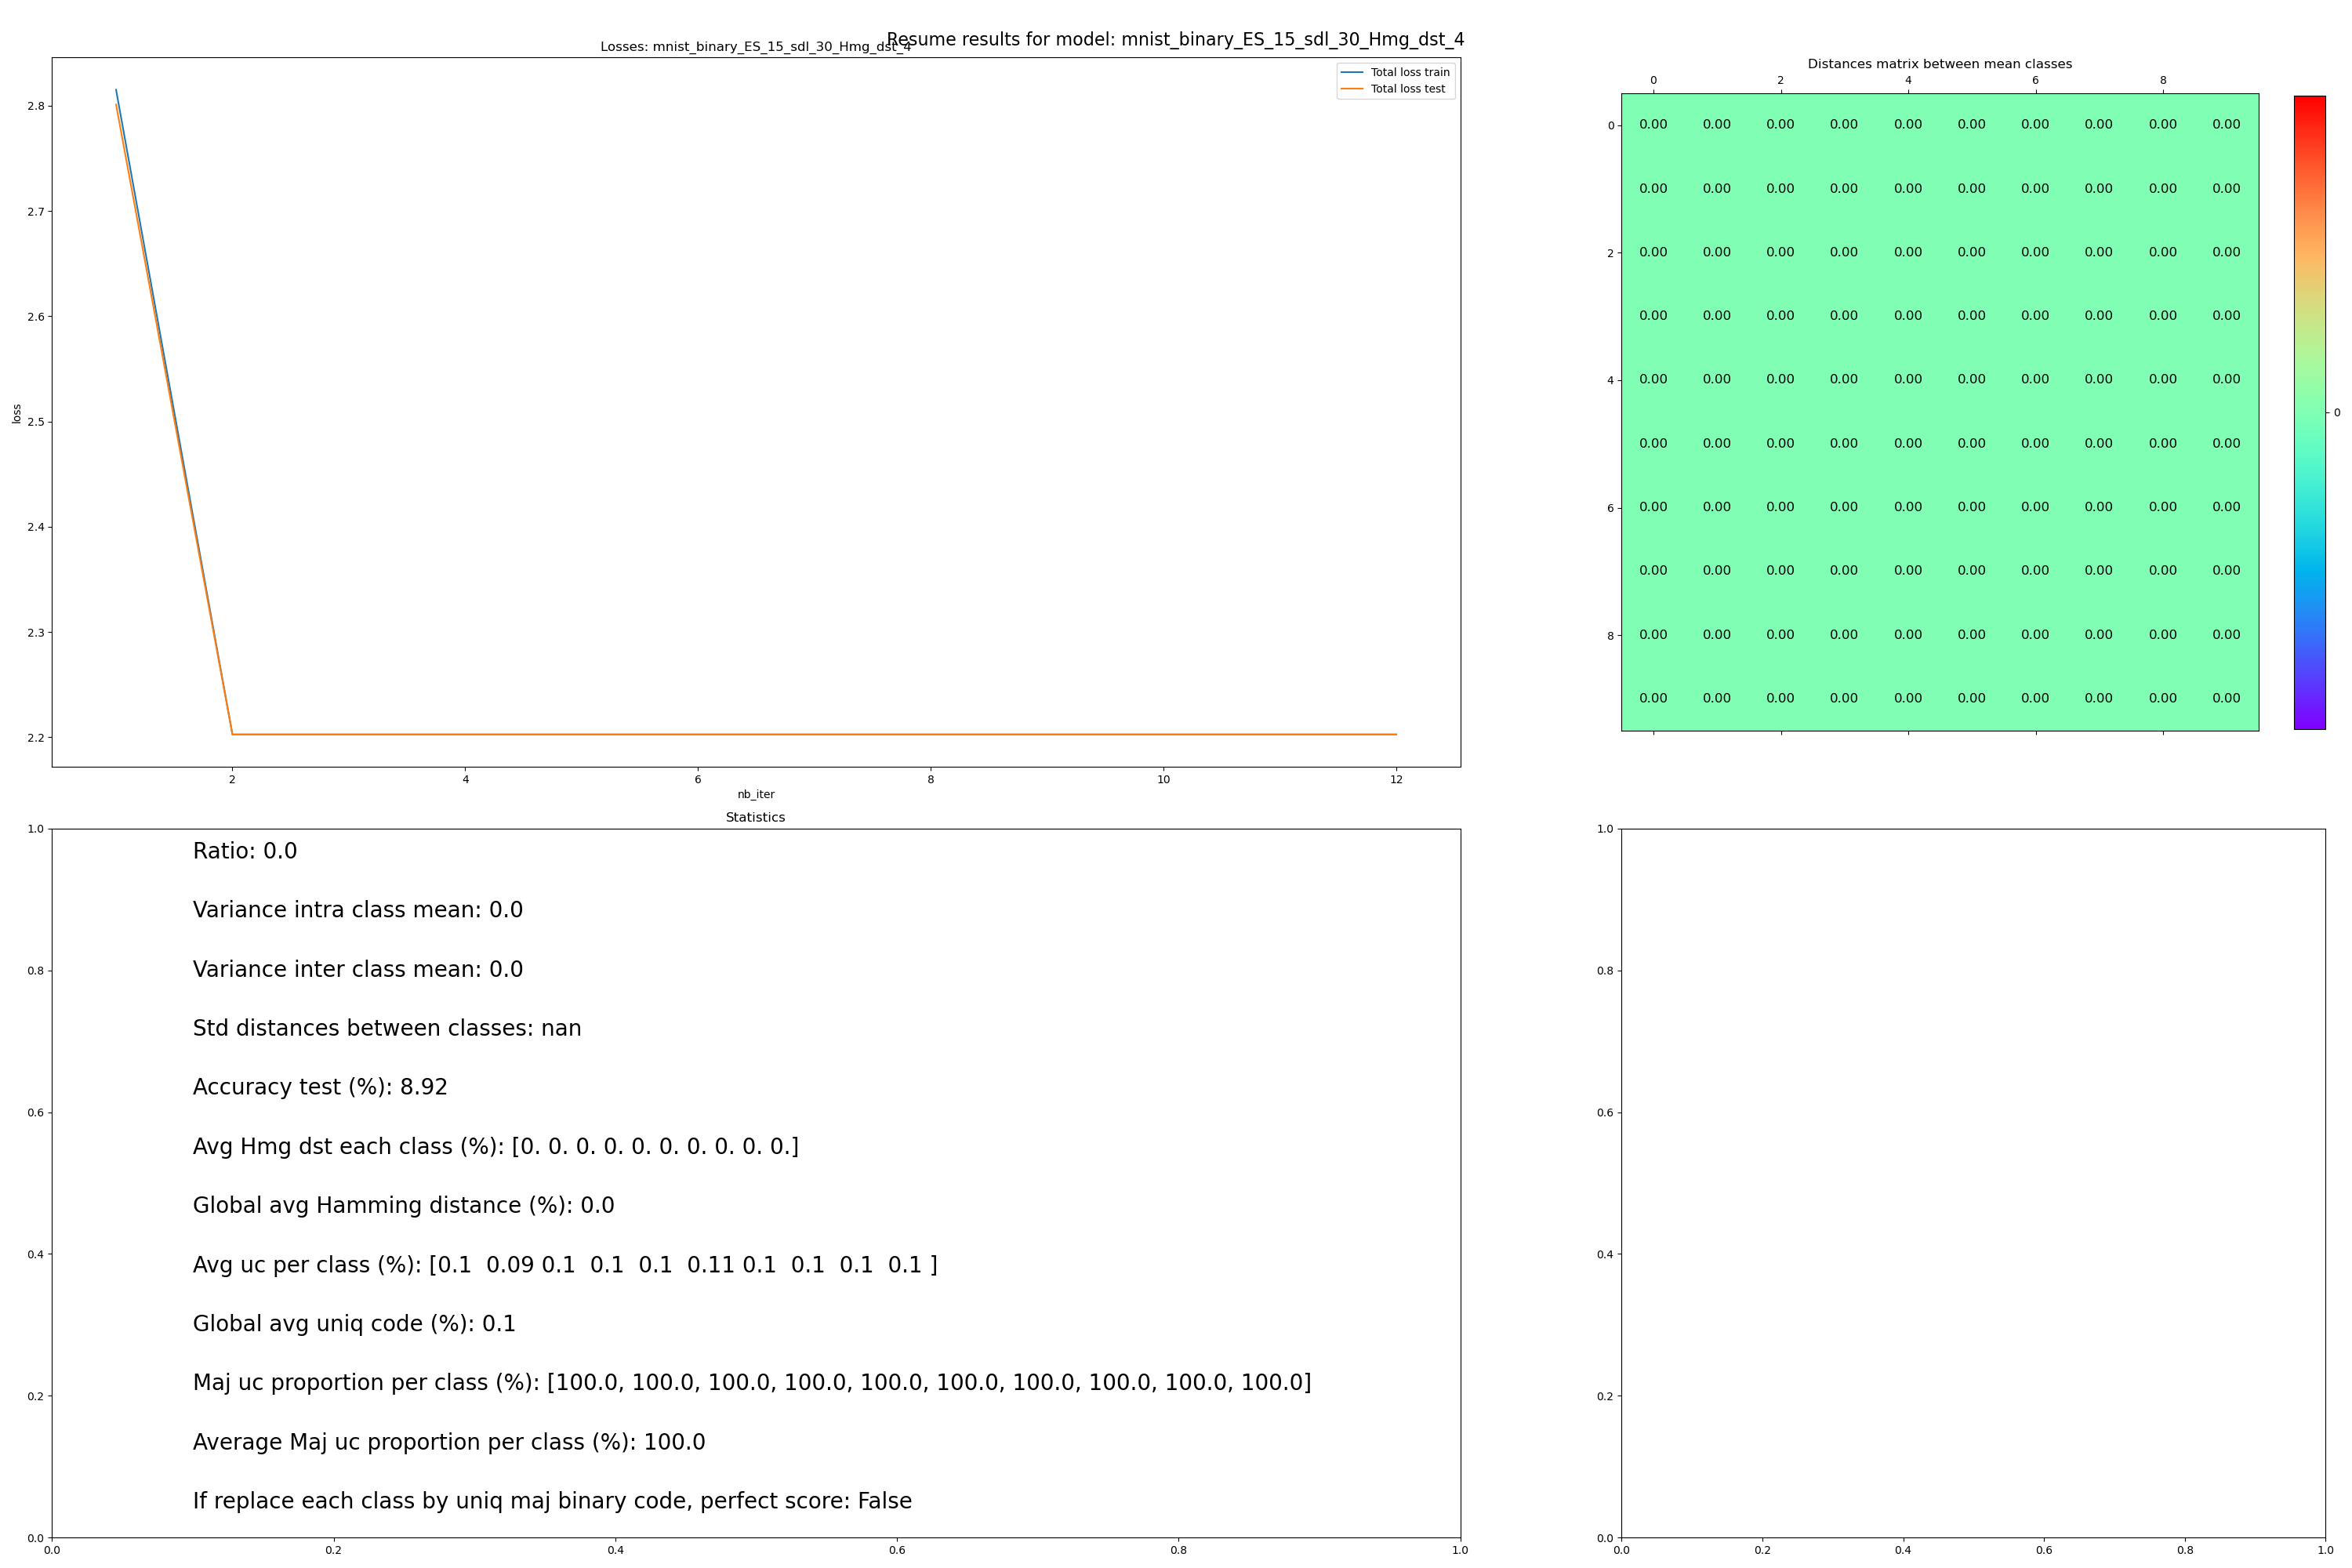 Resume results for model: mnist_binary_ES_15_sdl_30_Hmg_dst_4
Losses: mnist_binary_ES_15_sdl_30_Hmg_dst_4
Total loss train
Total loss test
2.8
2.7
2.6
2.5
2.4
2.3
2.2
loss
2 4 6 8 10 12
nb_iter
Distances matrix between mean classes
0 2 4 6 8
0 0.00 0.00 0.00 0.00 0.00 0.00 0.00 0.00 0.00 0.00
0.00 0.00 0.00 0.00 0.00 0.00 0.00 0.00 0.00 0.00
2 0.00 0.00 0.00 0.00 0.00 0.00 0.00 0.00 0.00 0.00
0.00 0.00 0.00 0.00 0.00 0.00 0.00 0.00 0.00 0.00
4 0.00 0.00 0.00 0.00 0.00 0.00 0.00 0.00 0.00 0.00
0.00 0.00 0.00 0.00 0.00 0.00 0.00 0.00 0.00 0.00
6 0.00 0.00 0.00 0.00 0.00 0.00 0.00 0.00 0.00 0.00
0.00 0.00 0.00 0.00 0.00 0.00 0.00 0.00 0.00 0.00
8 0.00 0.00 0.00 0.00 0.00 0.00 0.00 0.00 0.00 0.00
0.00 0.00 0.00 0.00 0.00 0.00 0.00 0.00 0.00 0.00
0
Statistics
1.0
0.8
0.6
0.4
0.2
0.0
Ratio: 0.0
Variance intra class mean: 0.0
Variance inter class mean: 0.0
Std distances between classes: nan
Accuracy test (%): 8.92
Avg Hmg dst each class (%): [0. 0. 0. 0. 0. 0. 0. 0. 0. 0.]
Global avg Hamming distance (%): 0.0
Avg uc per class (%): [0.1  0.09 0.1  0.1  0.1  0.11 0.1  0.1  0.1  0.1 ]
Global avg uniq code (%): 0.1
Maj uc proportion per class (%): [100.0, 100.0, 100.0, 100.0, 100.0, 100.0, 100.0, 100.0, 100.0, 100.0]
Average Maj uc proportion per class (%): 100.0
If replace each class by uniq maj binary code, perfect score: False
0.0 0.2 0.4 0.6 0.8 1.0
1.0
0.8
0.6
0.4
0.2
0.0
0.0 0.2 0.4 0.6 0.8 1.0